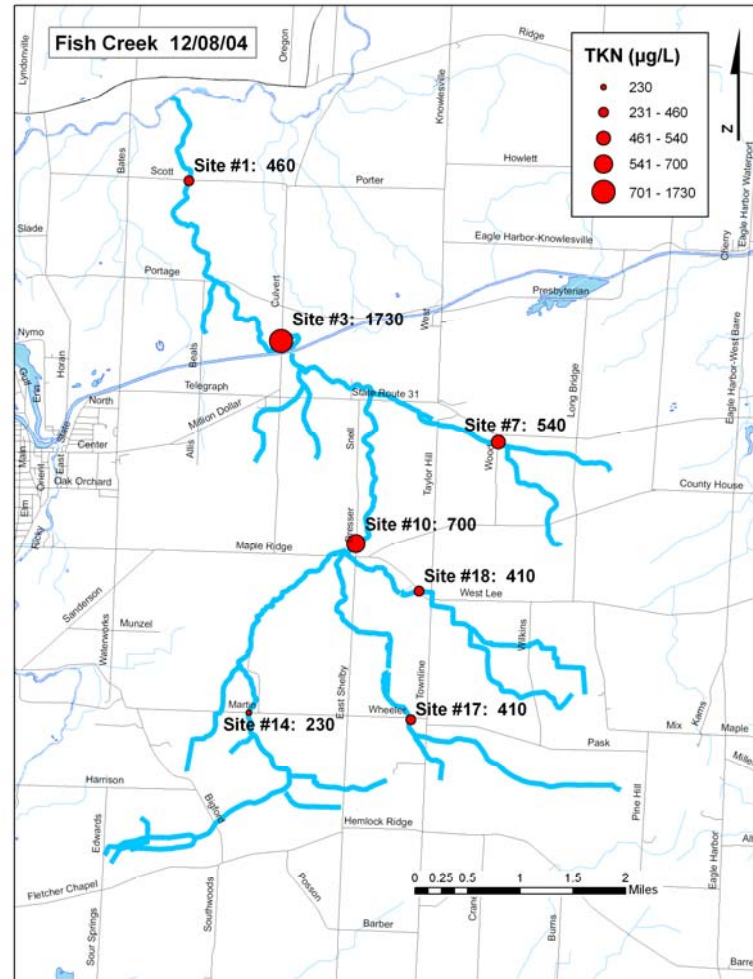 Fish Creek 12/08/04
Lyndonville
Oregon
Ridge
Knowlesville
TKN (µg/L)
230
231 - 460
461 - 540
541 - 700
701 - 1730
N
Bates
Site #1: 460
Scott
Porter
Howlett
Slade
Eagle Harbor-Knowlesville
Cherry
Eagle Harbor Waterport
Portage
Culvert
Presbyterian
West
Site #3: 1730
Nymo
Horan
Beals
Telegraph
State Route 31
Long Bridge
Eagle Harbor-West Barre
Erin
North
Million Dollar
Site #7: 540
State
Center
Allis
Snell
Taylor Hill
Main
Orient
East
Oak Orchard
County House
Elm
Ricky
Site #10: 700
Maple Ridge
Site #18: 410
West Lee
Sanderson
Munzel
Waterworks
Wilkins
East Shelby
Townline
Kams
Site #14: 230
Wheeler
Site #17: 410
Mix
Maple
Pask
Harrison
Bigford
Pine Hill
Edwards
Hemlock Ridge
Eagle Harbor
Fletcher Chapel
Southwoods
Posson
0 0.25 0.5 1 1.5 2
Miles
Sour Springs
Barber
Burns